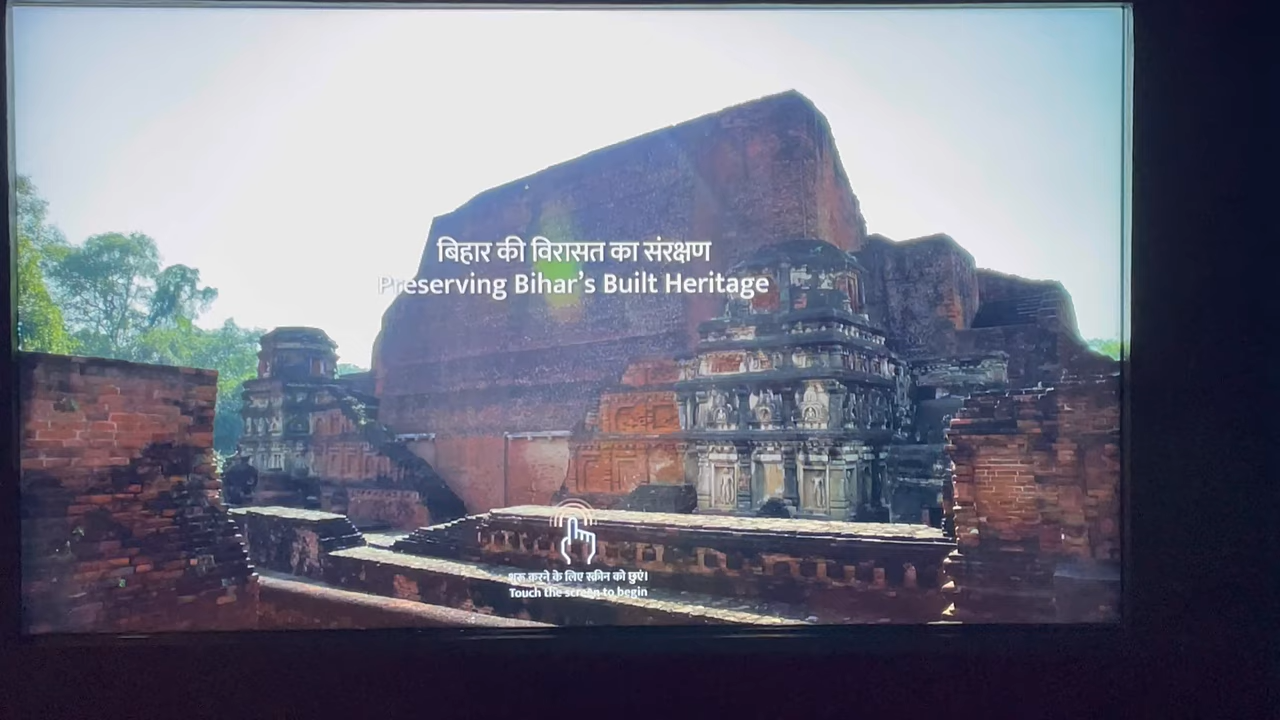 बिहार की विरासत का संरक्षण
Preserving Bihar's Built Heritage
शुरू करने के लिए स्क्रीन को छुएं।
Touch the screen to begin